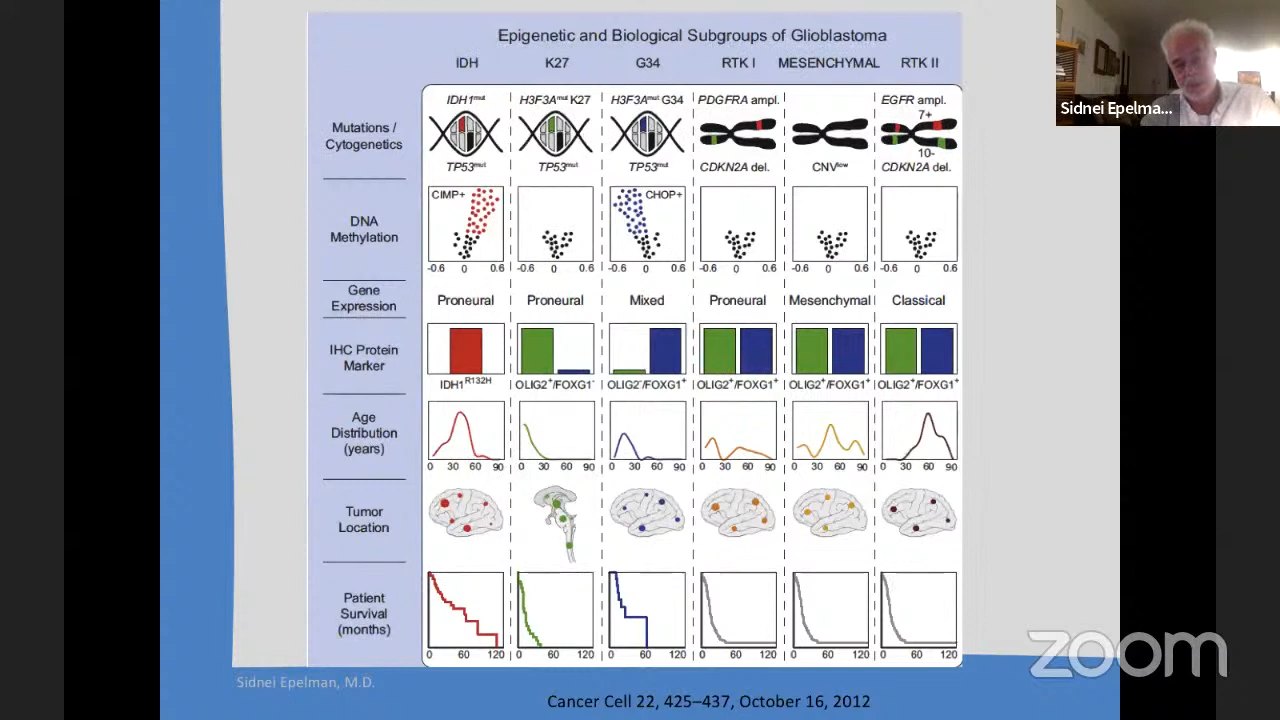 Epigenetic and Biological Subgroups of Glioblastoma
IDH K27 G34 RTK I MESENCHYMAL RTK II
Mutations / Cytogenetics
IDH1mut H3F3Amut K27 H3F3Amut G34 PDGFRA ampl. EGFR ampl.
7+
10-
TP53mut TP53mut TP53mut CDKN2A del. CNVlow CDKN2A del.
DNA Methylation
CIMP+ CHOP+
-0.6 0 0.6 -0.6 0 0.6 -0.6 0 0.6 -0.6 0 0.6 -0.6 0 0.6 -0.6 0 0.6
Gene Expression
Proneural Proneural Mixed Proneural Mesenchymal Classical
IHC Protein Marker
IDH1R132H OLIG2+/FOXG1- OLIG2-/FOXG1+ OLIG2+/FOXG1+ OLIG2+/FOXG1+ OLIG2+/FOXG1+
Age Distribution (years)
0 30 60 90 0 30 60 90 0 30 60 90 0 30 60 90 0 30 60 90 0 30 60 90
Tumor Location
Patient Survival (months)
0 60 120 0 60 120 0 60 120 0 60 120 0 60 120 0 60 120
Sidnei Epelman, M.D.
Cancer Cell 22, 425–437, October 16, 2012
Sidnei Epelma...
zoom